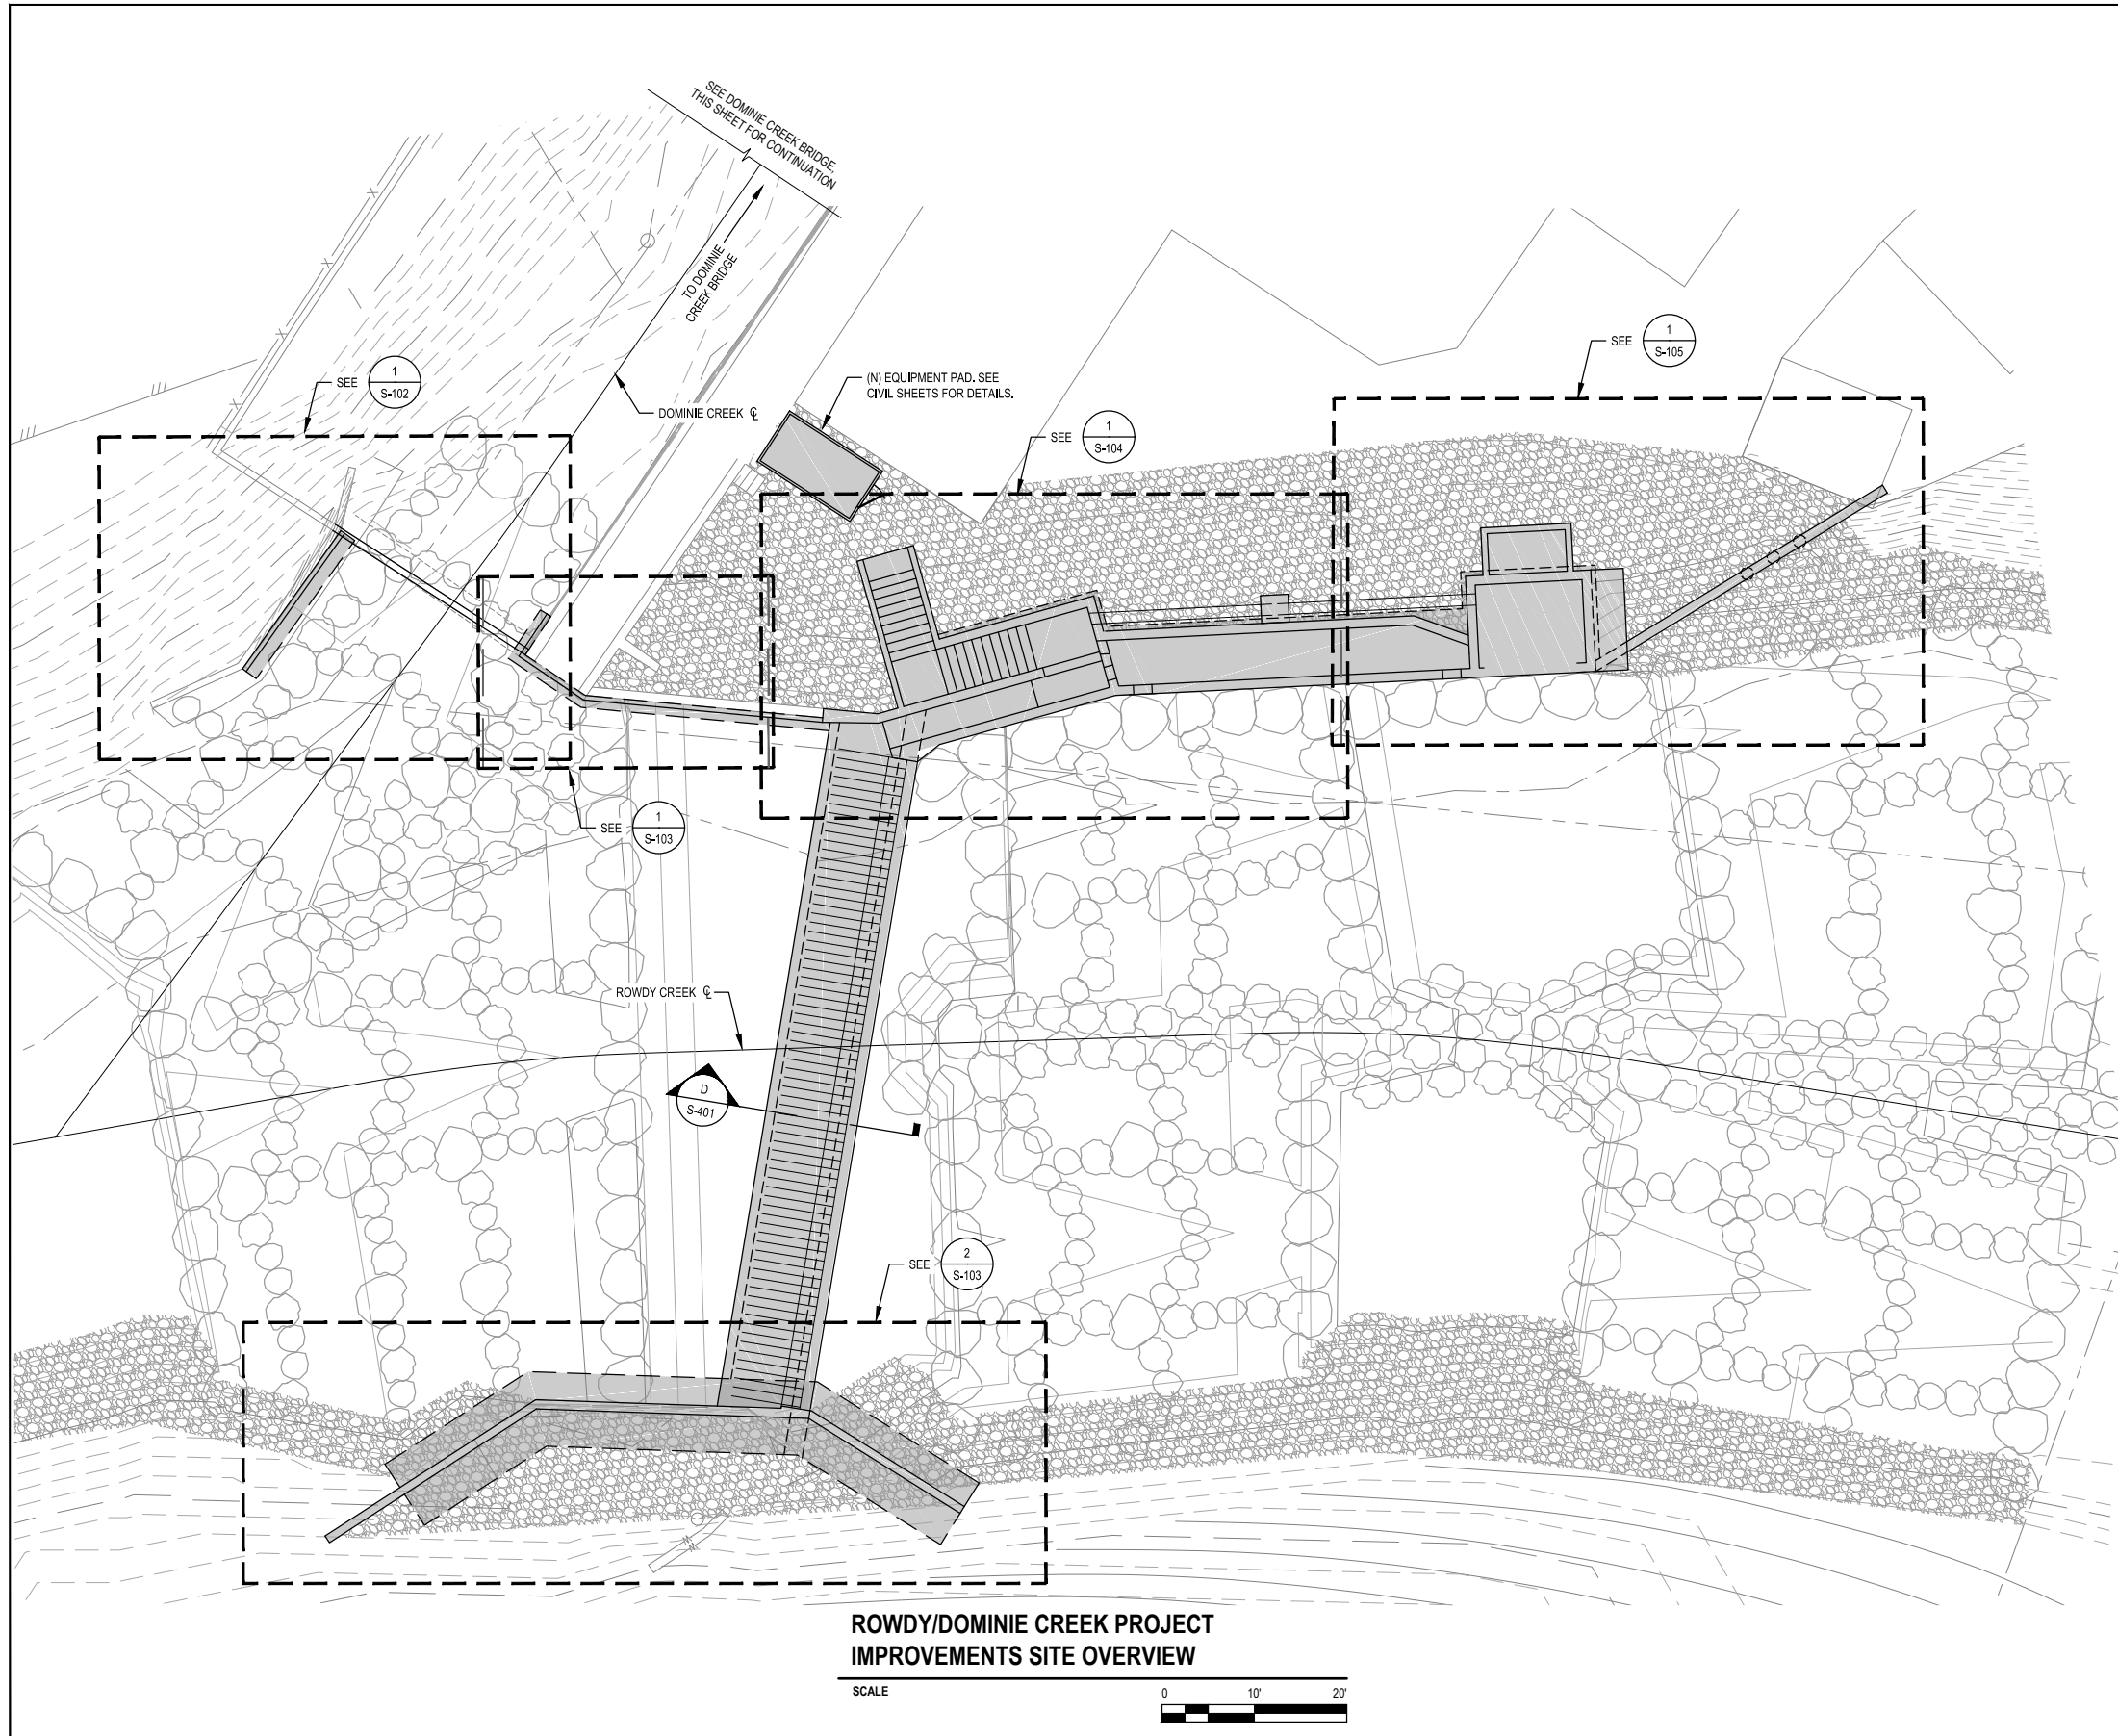 SEE DOMINIE CREEK BRIDGE,
THIS SHEET FOR CONTINUATION
TO DOMINIE
CREEK BRIDGE
SEE
1
S-105
SEE
1
S-102
(N) EQUIPMENT PAD. SEE
CIVIL SHEETS FOR DETAILS.
DOMINIE CREEK ℄
SEE
1
S-104
SEE
1
S-103
ROWDY CREEK ℄
D
S-401
SEE
2
S-103
ROWDY/DOMINIE CREEK PROJECT
IMPROVEMENTS SITE OVERVIEW
SCALE
0 10' 20'